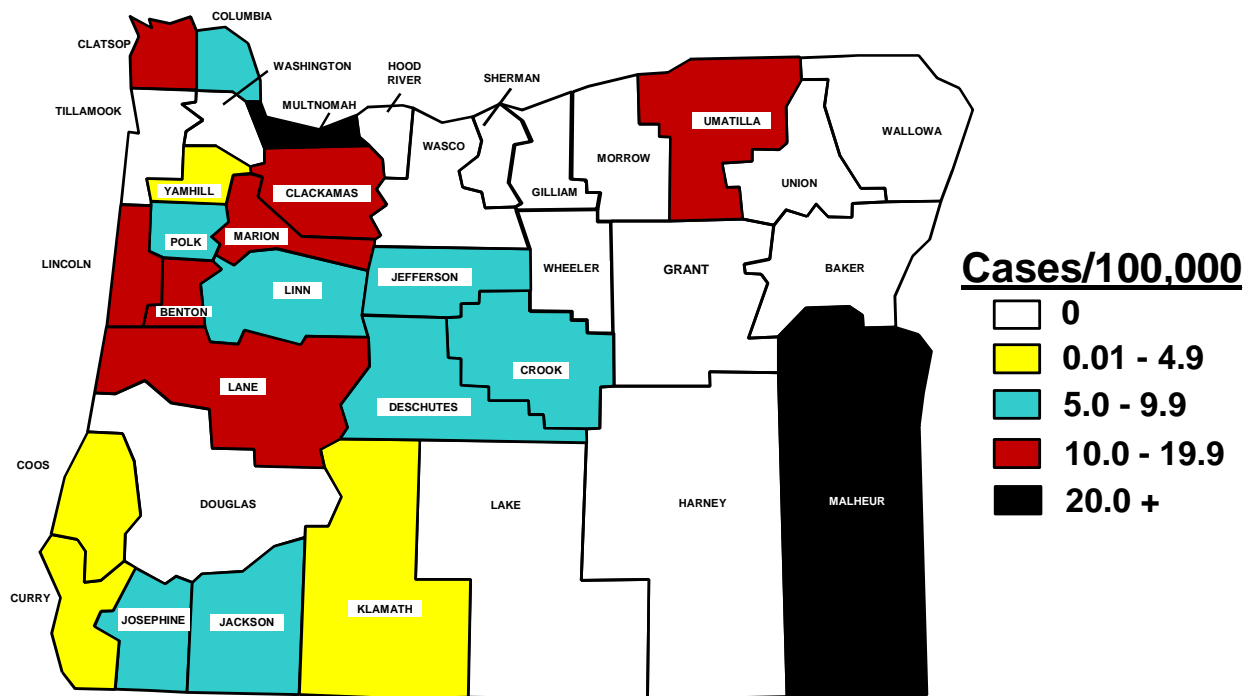 COLUMBIA
CLATSOP
WASHINGTON
HOOD
RIVER
SHERMAN
TILLAMOOK
MULTNOMAH
UMATILLA
WALLOWA
WASCO
MORROW
YAMHILL
CLACKAMAS
GILLIAM
UNION
POLK
MARION
LINCOLN
JEFFERSON
WHEELER
GRANT
BAKER
LINN
BENTON
LANE
CROOK
DESCHUTES
COOS
DOUGLAS
LAKE
HARNEY
MALHEUR
CURRY
JOSEPHINE
JACKSON
KLAMATH
Cases/100,000
0
0.01 - 4.9
5.0 - 9.9
10.0 - 19.9
20.0 +